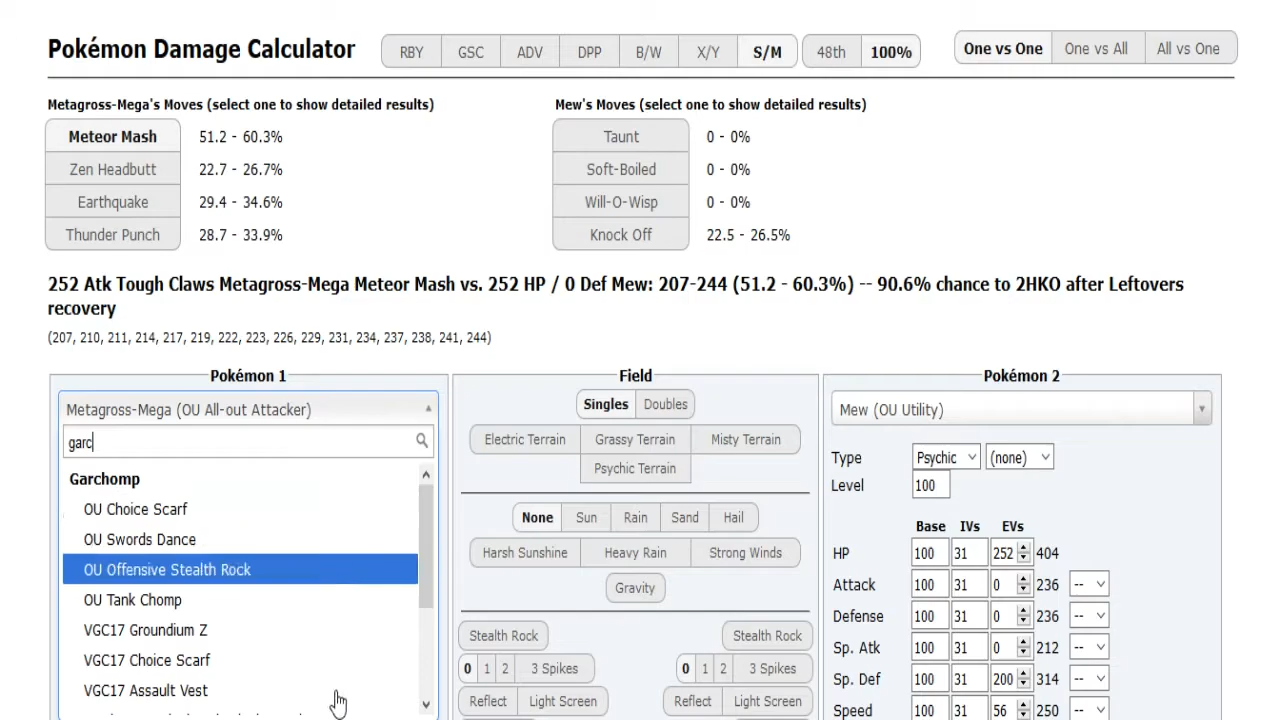 Pokémon Damage Calculator
RBY GSC ADV DPP B/W X/Y S/M 48th 100%
One vs One One vs All All vs One
Metagross-Mega's Moves (select one to show detailed results)
Meteor Mash 51.2 - 60.3%
Zen Headbutt 22.7 - 26.7%
Earthquake 29.4 - 34.6%
Thunder Punch 28.7 - 33.9%
Mew's Moves (select one to show detailed results)
Taunt 0 - 0%
Soft-Boiled 0 - 0%
Will-O-Wisp 0 - 0%
Knock Off 22.5 - 26.5%
252 Atk Tough Claws Metagross-Mega Meteor Mash vs. 252 HP / 0 Def Mew: 207-244 (51.2 - 60.3%) -- 90.6% chance to 2HKO after Leftovers
recovery
(207, 210, 211, 214, 217, 219, 222, 223, 226, 229, 231, 234, 237, 238, 241, 244)
Pokémon 1
Metagross-Mega (OU All-out Attacker)
garc
Garchomp
OU Choice Scarf
OU Swords Dance
OU Offensive Stealth Rock
OU Tank Chomp
VGC17 Groundium Z
VGC17 Choice Scarf
VGC17 Assault Vest
Field
Singles Doubles
Electric Terrain Grassy Terrain Misty Terrain
Psychic Terrain
None Sun Rain Sand Hail
Harsh Sunshine Heavy Rain Strong Winds
Gravity
Stealth Rock Stealth Rock
0 1 2 3 Spikes 0 1 2 3 Spikes
Reflect Light Screen Reflect Light Screen
Pokémon 2
Mew (OU Utility)
Type Psychic (none)
Level 100
Base IVs EVs
HP 100 31 252 404
Attack 100 31 0 236 --
Defense 100 31 0 236 --
Sp. Atk 100 31 0 212 --
Sp. Def 100 31 200 314 --
Speed 100 31 56 250 --